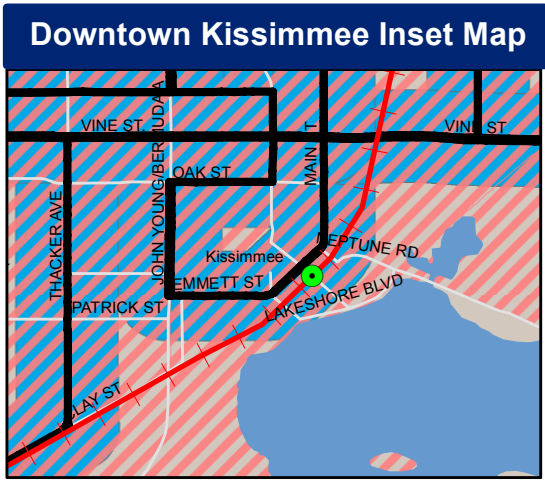 Downtown Kissimmee Inset Map
VINE ST.
VINE ST
JOHN YOUNG/BERMUDA A
MAIN ST
OAK ST
THACKER AVE
Kissimmee
NEPTUNE RD
EMMETT ST
PATRICK ST
LAKESHORE BLVD
CLAY ST